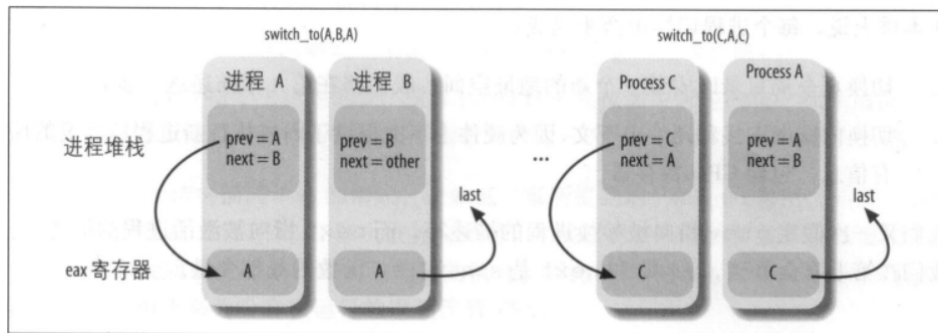 switch_to(A,B,A)
switch_to(C,A,C)
进程 A
进程 B
Process C
Process A
进程堆栈
prev = A
next = B
prev = B
next = other
...
prev = C
next = A
prev = A
next = B
last
last
eax 寄存器
A
A
C
C